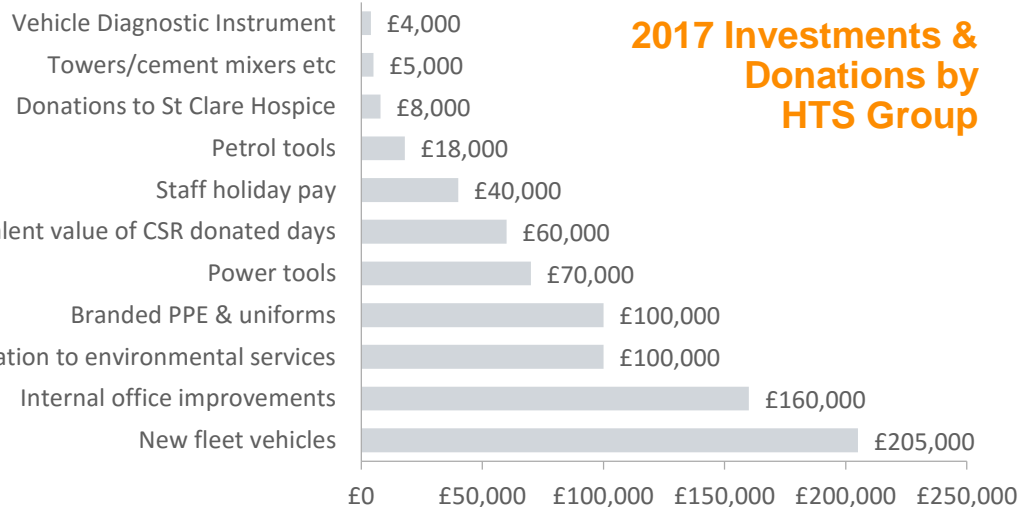 2017 Investments &
Donations by
HTS Group
Vehicle Diagnostic Instrument £4,000
Towers/cement mixers etc £5,000
Donations to St Clare Hospice £8,000
Petrol tools £18,000
Staff holiday pay £40,000
value of CSR donated days £60,000
Power tools £70,000
Branded PPE & uniforms £100,000
to environmental services £100,000
Internal office improvements £160,000
New fleet vehicles £205,000
£0 £50,000 £100,000 £150,000 £200,000 £250,000